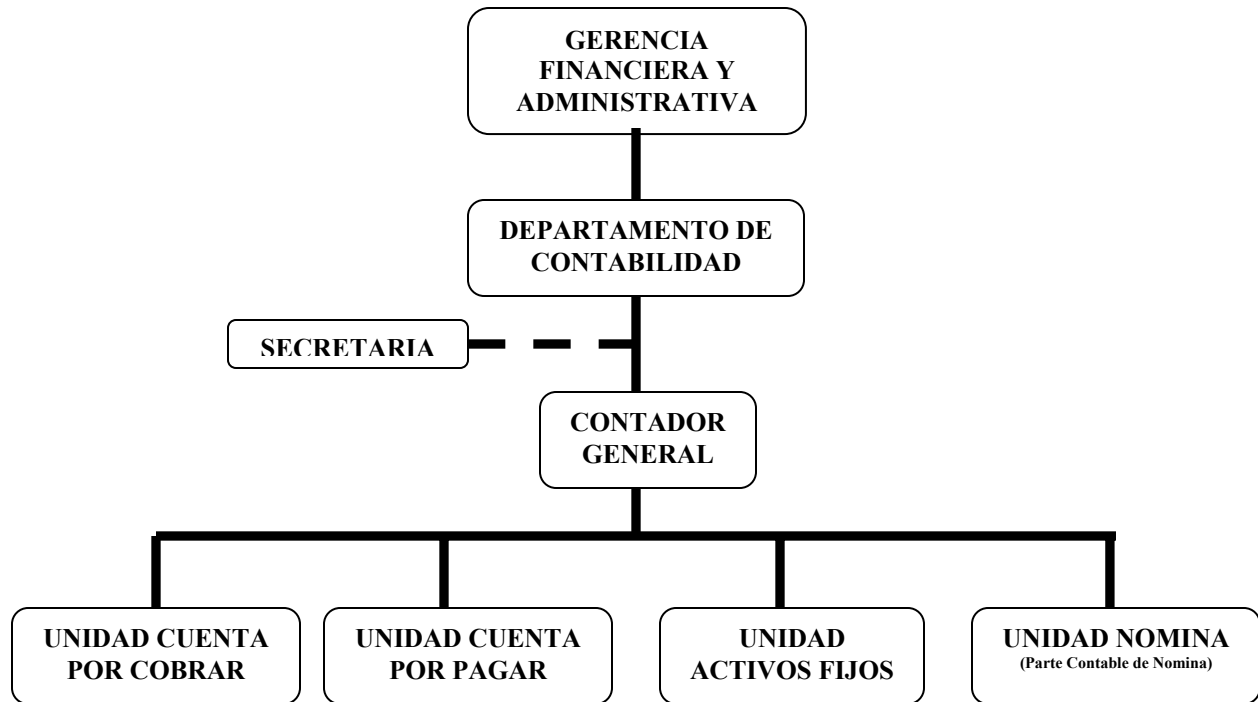 GERENCIA
FINANCIERA Y
ADMINISTRATIVA
DEPARTAMENTO DE
CONTABILIDAD
SECRETARIA
CONTADOR
GENERAL
UNIDAD CUENTA
POR COBRAR
UNIDAD CUENTA
POR PAGAR
UNIDAD
ACTIVOS FIJOS
UNIDAD NOMINA
(Parte Contable de Nomina)